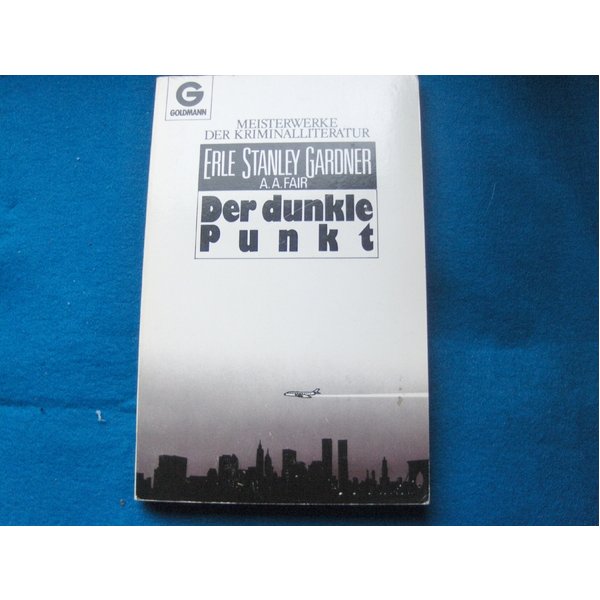 G
GOLDMANN
MEISTERWERKE
DER KRIMINALLITERATUR
ERLE STANLEY GARDNER
A. A. FAIR
Der dunkle
Punkt